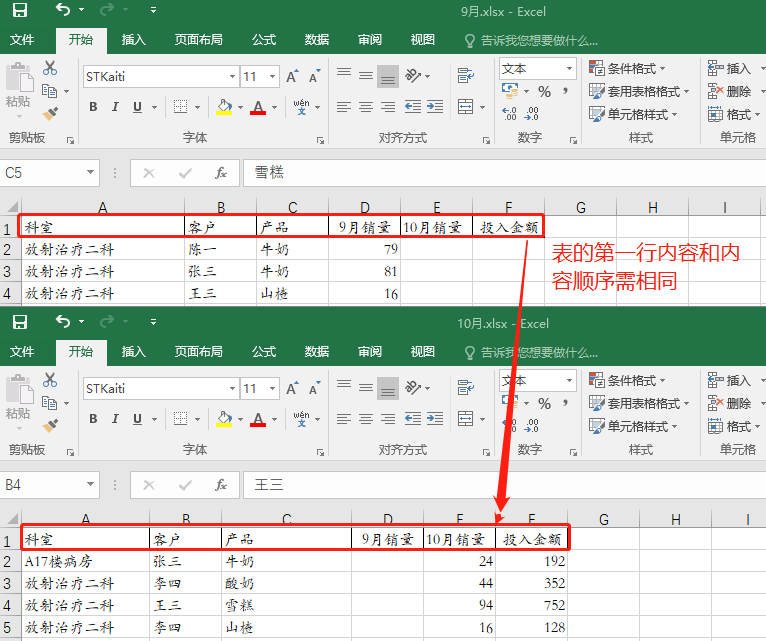 9月.xlsx - Excel
文件 开始 插入 页面布局 公式 数据 审阅 视图 告诉我您想要做什么...
STKaiti 11 A A 文本 条件格式 插入
粘贴 B I U A wén 文 % , 套用表格格式 删除
.00 .00 单元格样式 格式
剪贴板 字体 对齐方式 数字 样式 单元格
C5 fx 雪糕
A B C D E F G H I
1 科室 客户 产品 9月销量 10月销量 投入金额
2 放射治疗二科 陈一 牛奶 79
3 放射治疗二科 张三 牛奶 81
4 放射治疗二科 王三 山楂 16
表的第一行内容和内
容顺序需相同
10月.xlsx - Excel
文件 开始 插入 页面布局 公式 数据 审阅 视图 告诉我您想要做什么...
STKaiti 11 A A 文本 条件格式 插入
粘贴 B I U A wén 文 % , 套用表格格式 删除
.00 单元格样式 格式
剪贴板 字体 对齐方式 数字 样式 单元格
B4 fx 王三
A B C D E F G H I
1 科室 客户 产品 9月销量 10月销量 投入金额
2 A17楼病房 张三 牛奶 24 192
3 放射治疗二科 李四 酸奶 44 352
4 放射治疗二科 王三 雪糕 94 752
5 放射治疗二科 李四 山楂 16 128